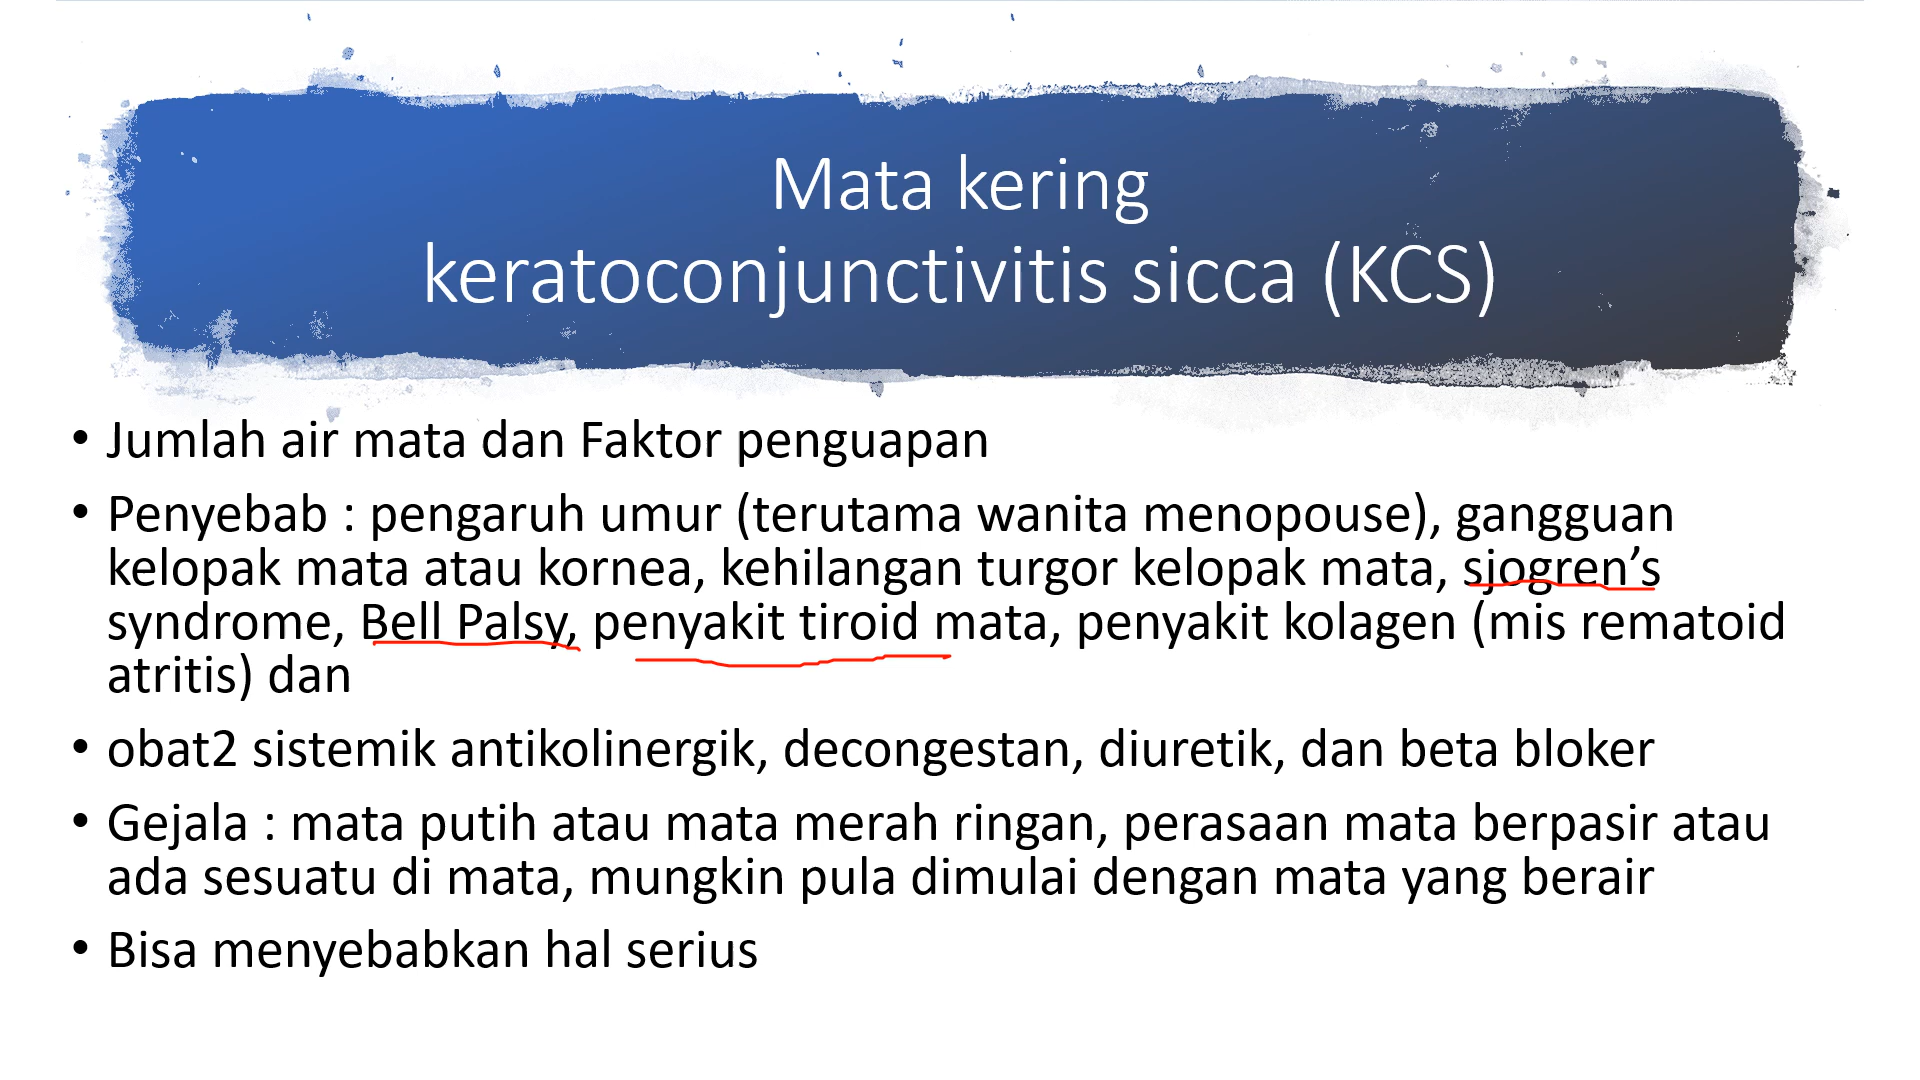 Mata kering
keratoconjunctivitis sicca (KCS)
• Jumlah air mata dan Faktor penguapan
• Penyebab : pengaruh umur (terutama wanita menopouse), gangguan
kelopak mata atau kornea, kehilangan turgor kelopak mata, sjogren’s
syndrome, Bell Palsy, penyakit tiroid mata, penyakit kolagen (mis rematoid
atritis) dan
• obat2 sistemik antikolinergik, decongestan, diuretik, dan beta bloker
• Gejala : mata putih atau mata merah ringan, perasaan mata berpasir atau
ada sesuatu di mata, mungkin pula dimulai dengan mata yang berair
• Bisa menyebabkan hal serius